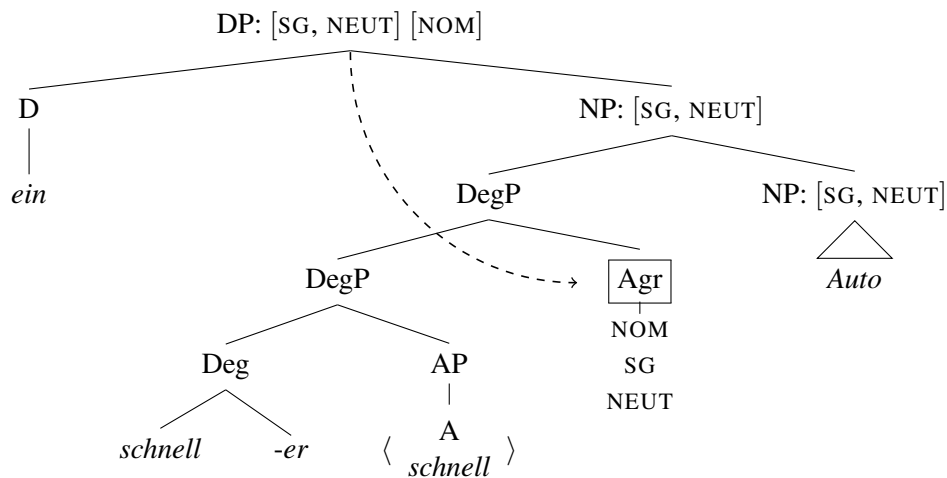 DP: [SG, NEUT] [NOM]
D NP: [SG, NEUT]
ein DegP NP: [SG, NEUT]
DegP Agr Auto
NOM
Deg AP SG
NEUT
schnell -er ⟨ A schnell ⟩